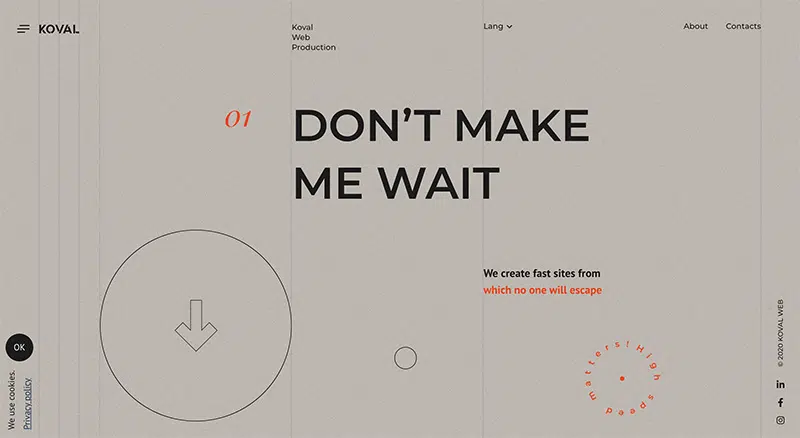 KOVAL
Koval
Web
Production
Lang
About
Contacts
01
DON’T MAKE
ME WAIT
We create fast sites from
which no one will escape
High speed matters!
OK
We use cookies.
Privacy policy
© 2020 KOVAL WEB